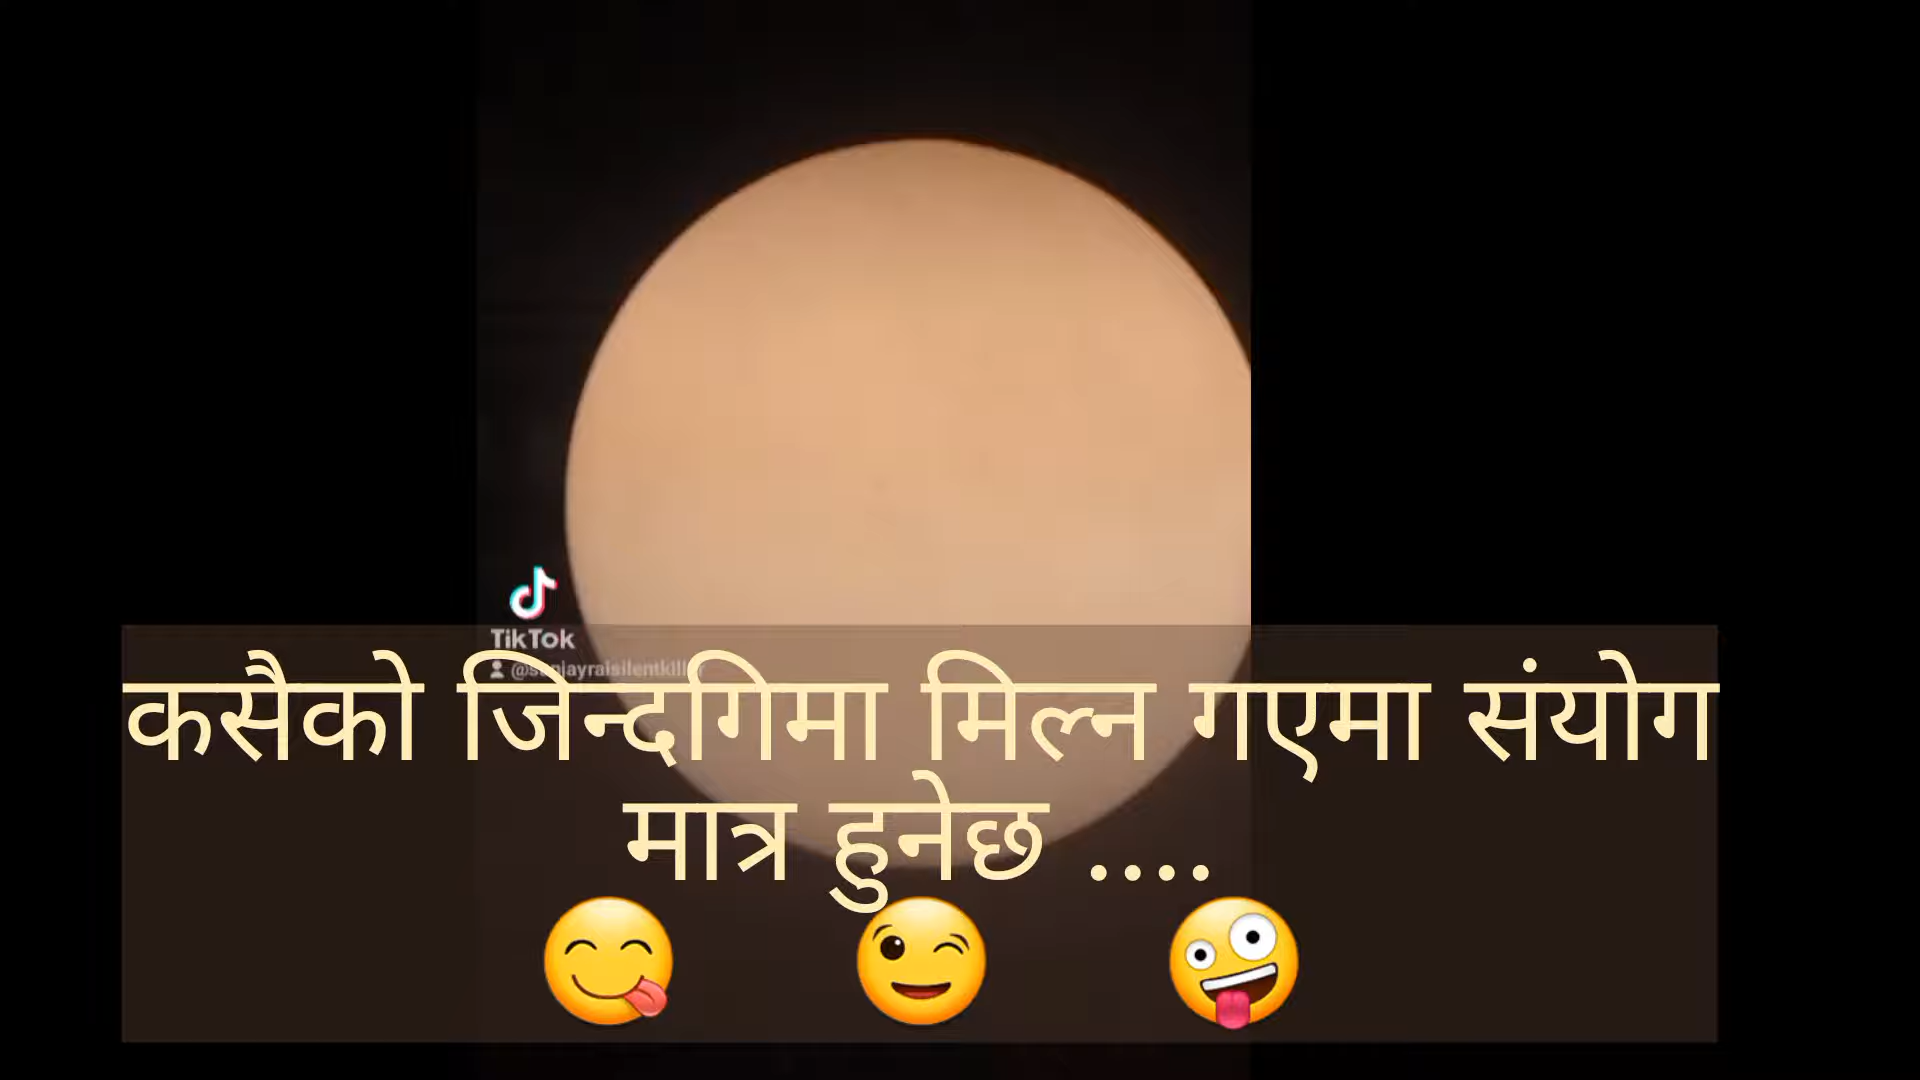 TikTok
कसैको जिन्दगिमा मिल्न गएमा संयोग
मात्र हुनेछ ....